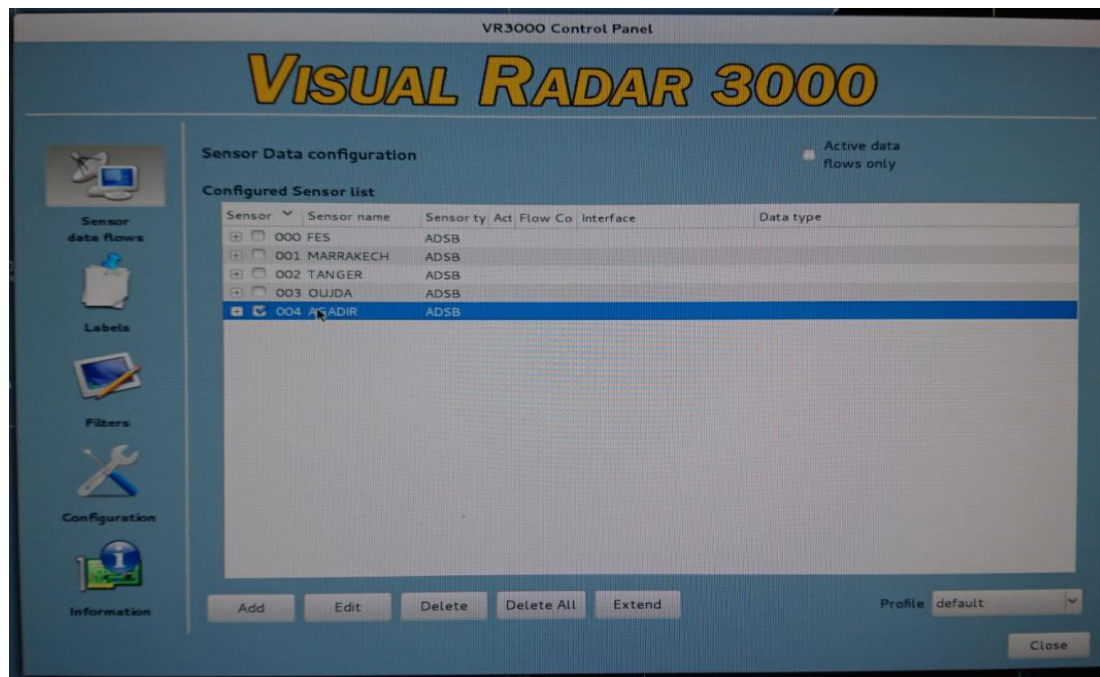 VR3000 Control Panel
VISUAL RADAR 3000
Sensor Data configuration
Active data
flows only
Configured Sensor list
Sensor Sensor name Sensor ty Act Flow Co Interface Data type
000 FES ADSB
001 MARRAKECH ADSB
002 TANGER ADSB
003 OUJDA ADSB
004 AGADIR ADSB
Sensor
data flows
Labels
Filters
Configuration
Information
Add Edit Delete Delete All Extend Profile default
Close